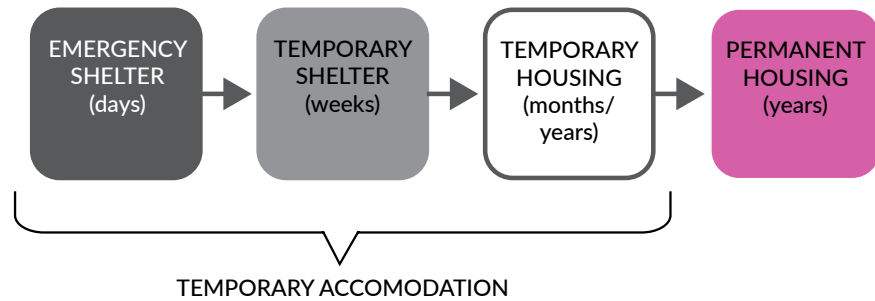 EMERGENCY
SHELTER
(days)
TEMPORARY
SHELTER
(weeks)
TEMPORARY
HOUSING
(months/
years)
PERMANENT
HOUSING
(years)
TEMPORARY ACCOMODATION